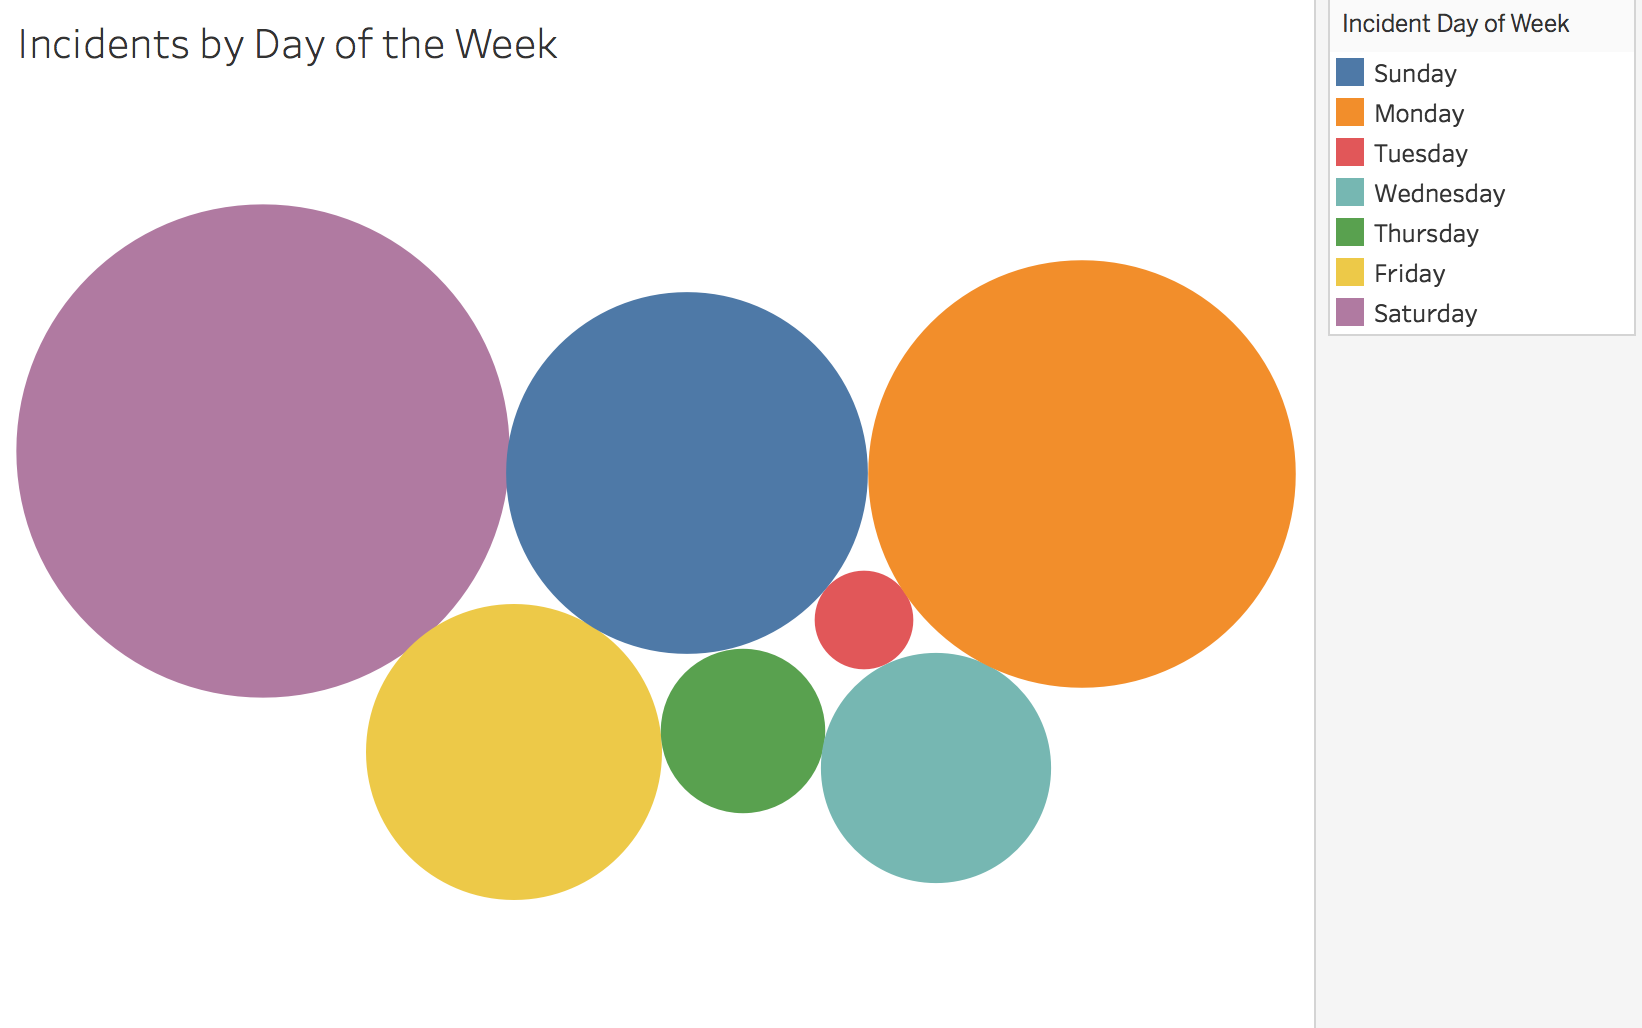 Incidents by Day of the Week
Incident Day of Week
Sunday
Monday
Tuesday
Wednesday
Thursday
Friday
Saturday